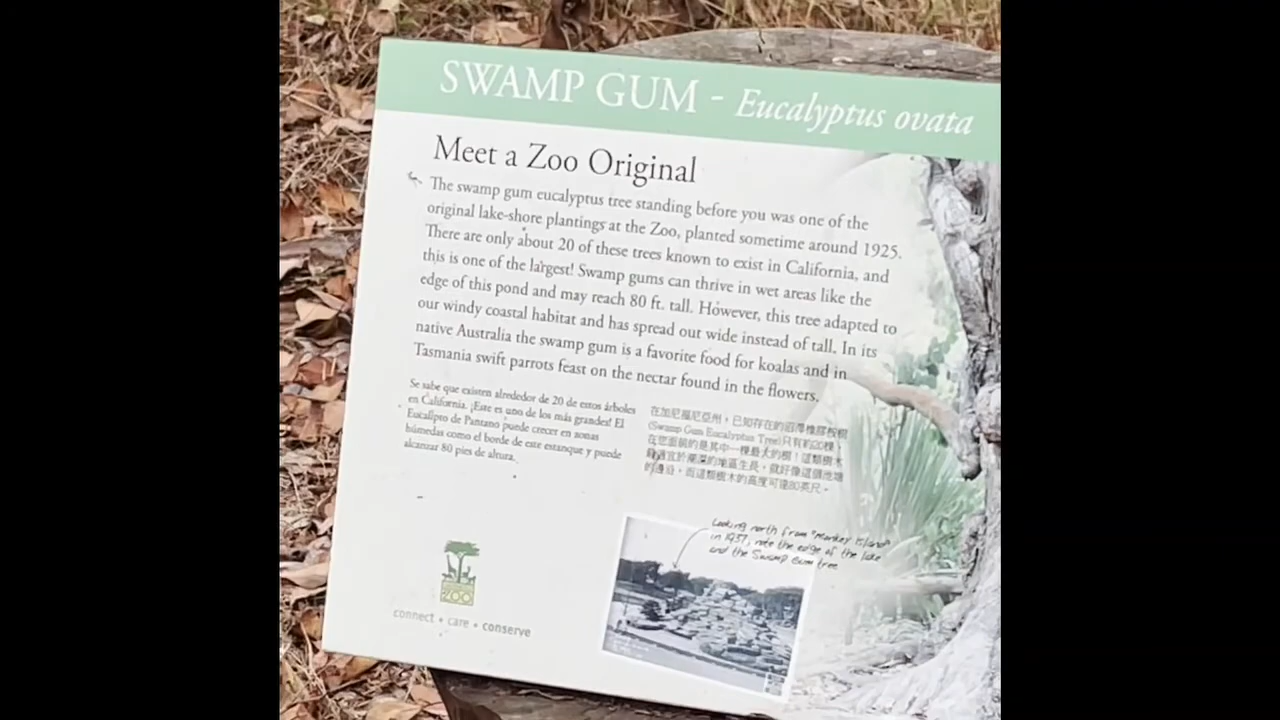 SWAMP GUM - Eucalyptus ovata
Meet a Zoo Original
The swamp gum eucalyptus tree standing before you was one of the
original lake-shore plantings at the Zoo, planted sometime around 1925.
There are only about 20 of these trees known to exist in California, and
this is one of the largest! Swamp gums can thrive in wet areas like the
edge of this pond and may reach 80 ft. tall. However, this tree adapted to
our windy coastal habitat and has spread out wide instead of tall. In its
native Australia the swamp gum is a favorite food for koalas and in
Tasmania swift parrots feast on the nectar found in the flowers.
Se sabe que existen alrededor de 20 de estos árboles
en California. ¡Este es uno de los más grandes! El
Eucalipto de Pantano puede crecer en zonas
húmedas como el borde de este estanque y puede
alcanzar 80 pies de altura.
在加尼福尼亞州，已知存在的沼澤橡膠桉樹
(Swamp Gum Eucalyptus Tree)只有約20棵，
在您面前的是其中一棵最大的樹！這類樹木
最適宜於潮濕的地區生長，就好像這個池塘
的邊沿，而這類樹木的高度可達80英尺。
Looking north from "Monkey Island"
in 1937, note the edge of the lake
and the Swamp Gum tree
ZOO
connect • care • conserve